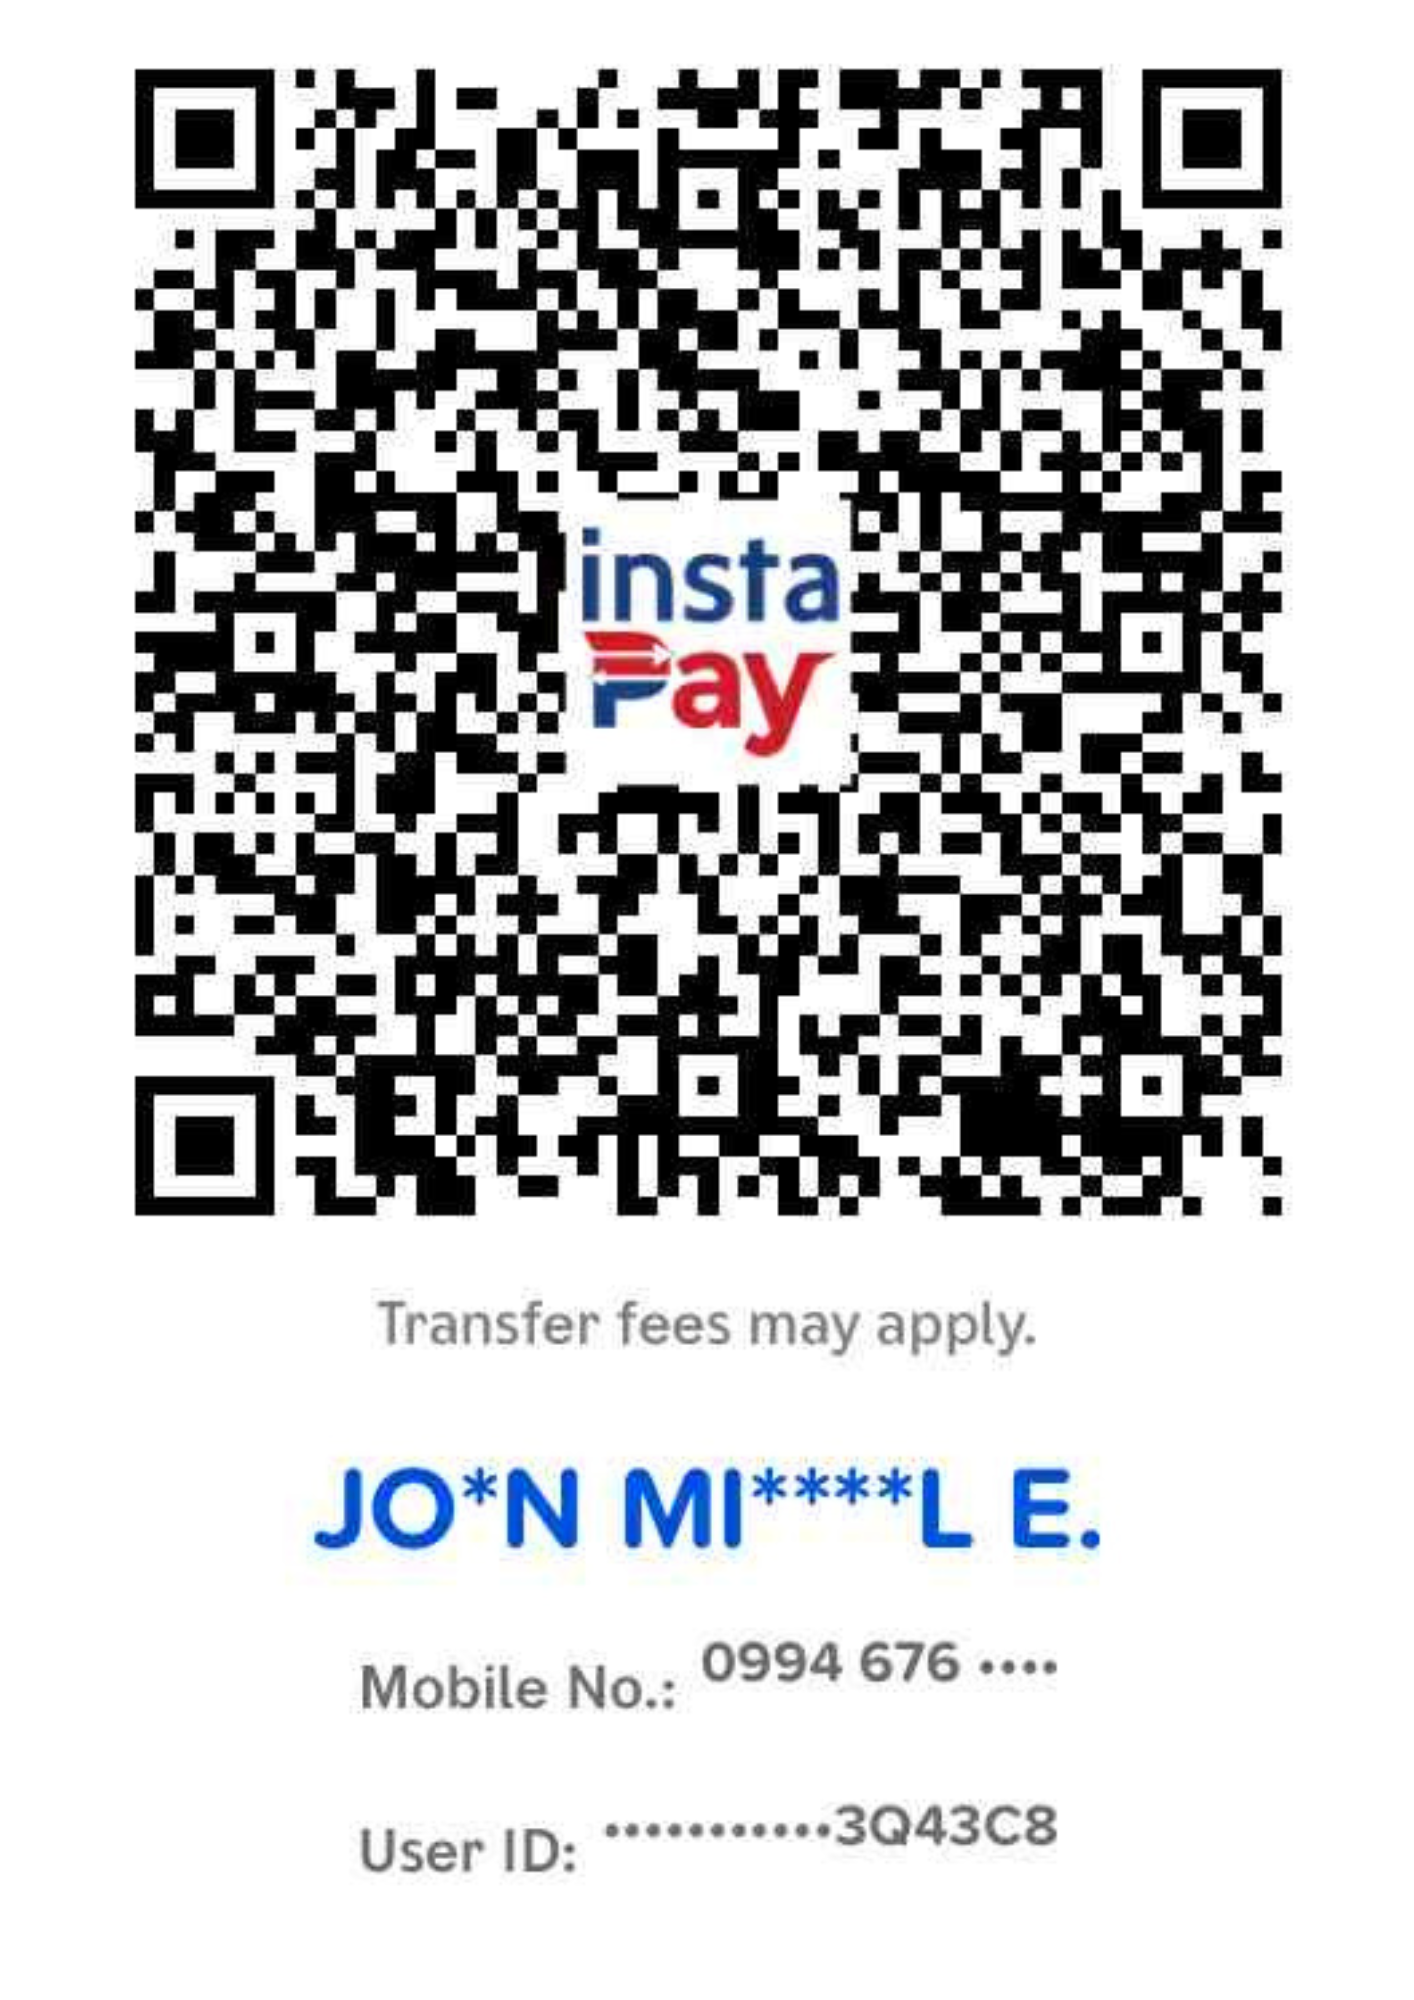 insta
Pay
Transfer fees may apply.
JO*N MI****L E.
Mobile No.: 0994 676 ••••
User ID: •••••••••••3Q43C8